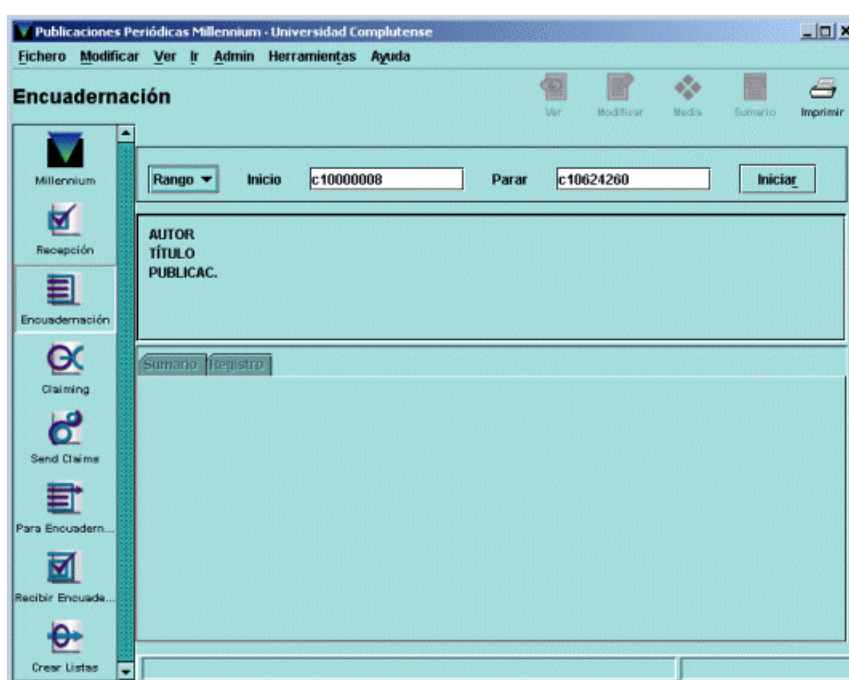 Publicaciones Periódicas Millennium - Universidad Complutense
Fichero Modificar Ver Ir Admin Herramientas Ayuda
Encuadernación
Ver Modificar Media Sumario Imprimir
Millennium
Rango Inicio c10000008 Parar c10624260 Iniciar
Recepción
AUTOR
TÍTULO
PUBLICAC.
Encuadernación
Sumario Registro
Claiming
Send Claims
Para Encuadern...
Recibir Encuade...
Crear Listas